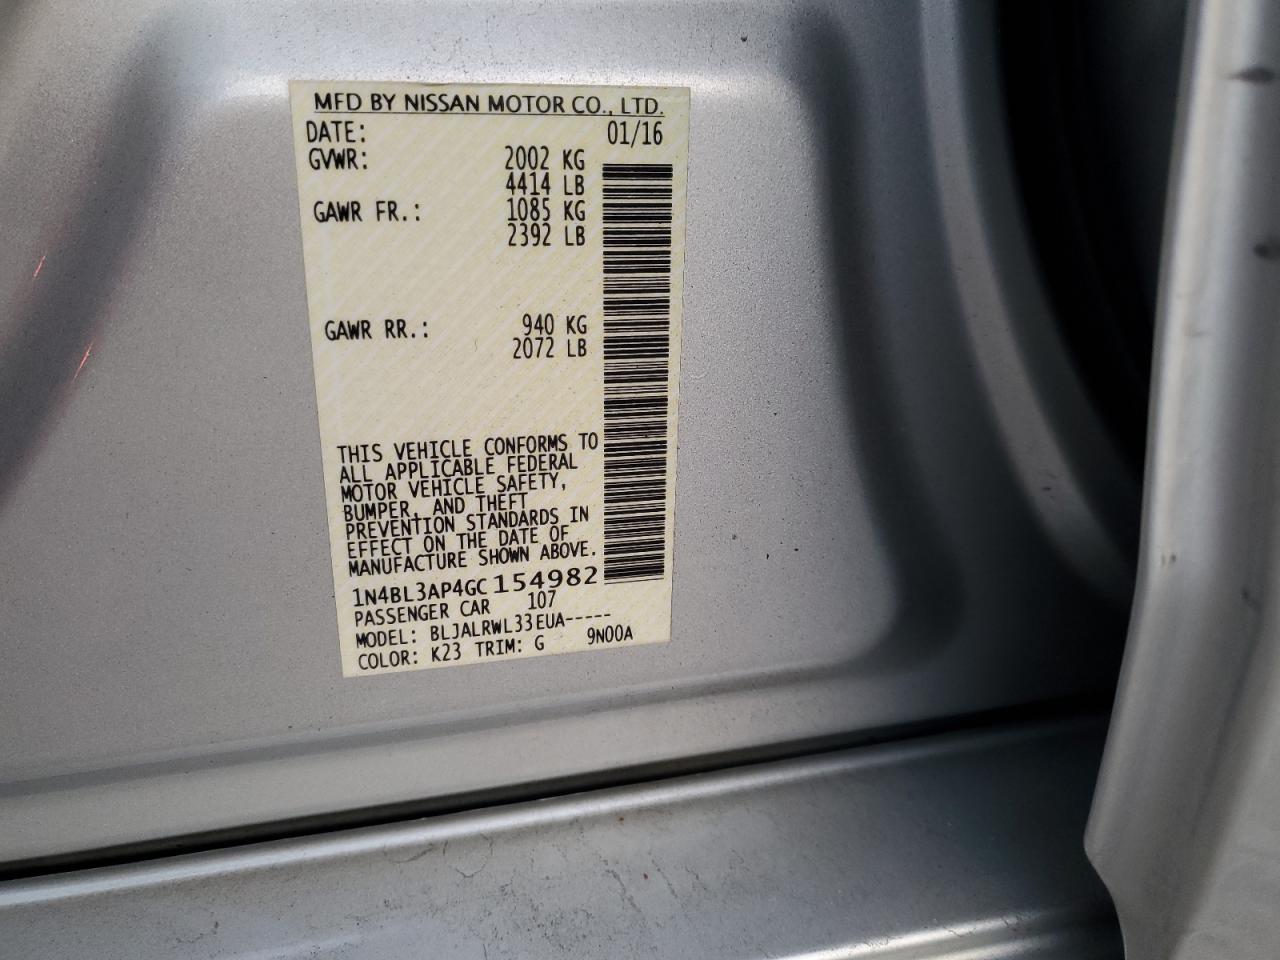 MFD BY NISSAN MOTOR CO., LTD.
DATE: 01/16
GVWR: 2002 KG
4414 LB
GAWR FR.: 1085 KG
2392 LB
GAWR RR.: 940 KG
2072 LB
THIS VEHICLE CONFORMS TO
ALL APPLICABLE FEDERAL
MOTOR VEHICLE SAFETY,
BUMPER, AND THEFT
PREVENTION STANDARDS IN
EFFECT ON THE DATE OF
MANUFACTURE SHOWN ABOVE.
1N4BL3AP4GC154982
PASSENGER CAR 107
MODEL: BLJALRWL33EUA-----
COLOR: K23 TRIM: G 9N00A